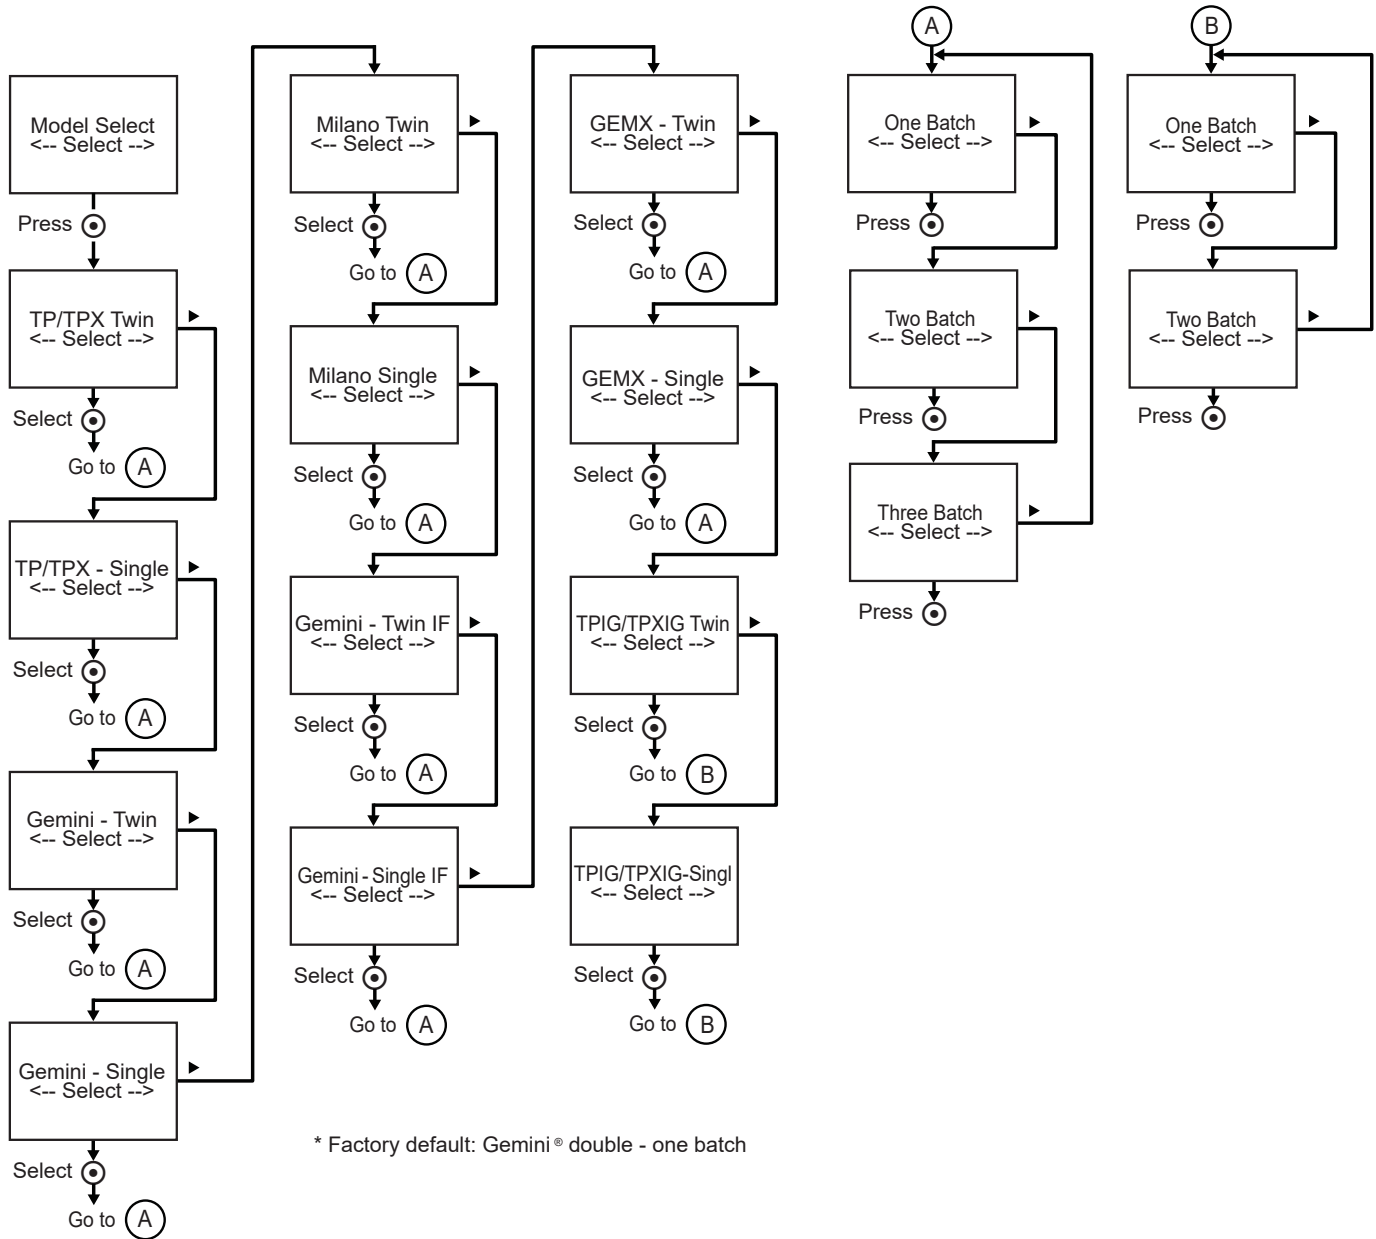 Model Select
<-- Select -->
Press
TP/TPX Twin
<-- Select -->
Select
Go to A
TP/TPX - Single
<-- Select -->
Select
Go to A
Gemini - Twin
<-- Select -->
Select
Go to A
Gemini - Single
<-- Select -->
Select
Go to A
Milano Twin
<-- Select -->
Select
Go to A
Milano Single
<-- Select -->
Select
Go to A
Gemini - Twin IF
<-- Select -->
Select
Go to A
Gemini - Single IF
<-- Select -->
Select
Go to A
GEMX - Twin
<-- Select -->
Select
Go to A
GEMX - Single
<-- Select -->
Select
Go to A
TPIG/TPXIG Twin
<-- Select -->
Select
Go to B
TPIG/TPXIG-Singl
<-- Select -->
Select
Go to B
A
One Batch
<-- Select -->
Press
Two Batch
<-- Select -->
Press
Three Batch
<-- Select -->
Press
B
One Batch
<-- Select -->
Press
Two Batch
<-- Select -->
Press
* Factory default: Gemini® double - one batch